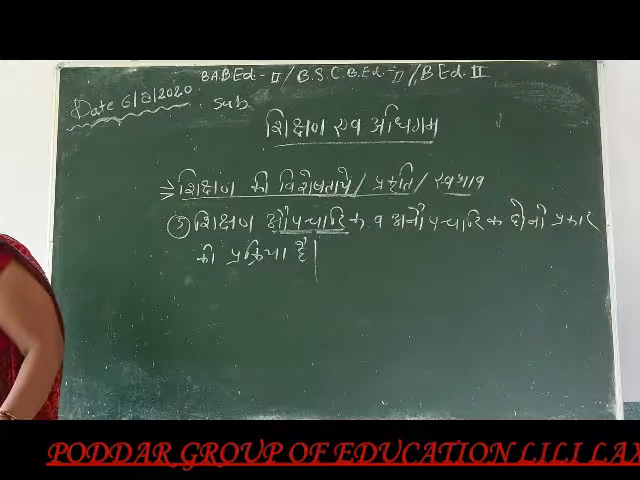 B.A.B.Ed.-II / B.S.C.B.Ed.-II / B Ed. II
Date 6/8/2020
Sub
शिक्षण एव अधिगम
⇒ शिक्षण की विशेषतायें / प्रकृति / स्वभाव
शिक्षण औपचारिक व अनौपचारिक दोनो प्रकार
की प्रक्रिया है।
PODDAR GROUP OF EDUCATION LILI LAX